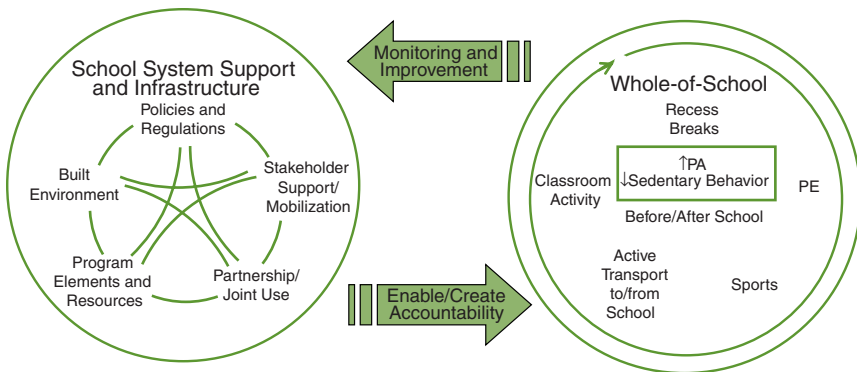 School System Support
and Infrastructure
Policies and
Regulations
Built
Environment
Stakeholder
Support/
Mobilization
Program
Elements and
Resources
Partnership/
Joint Use
Monitoring and
Improvement
Enable/Create
Accountability
Whole-of-School
Recess
Breaks
↑PA
↓Sedentary Behavior
Classroom
Activity
PE
Before/After School
Active
Transport
to/from
School
Sports